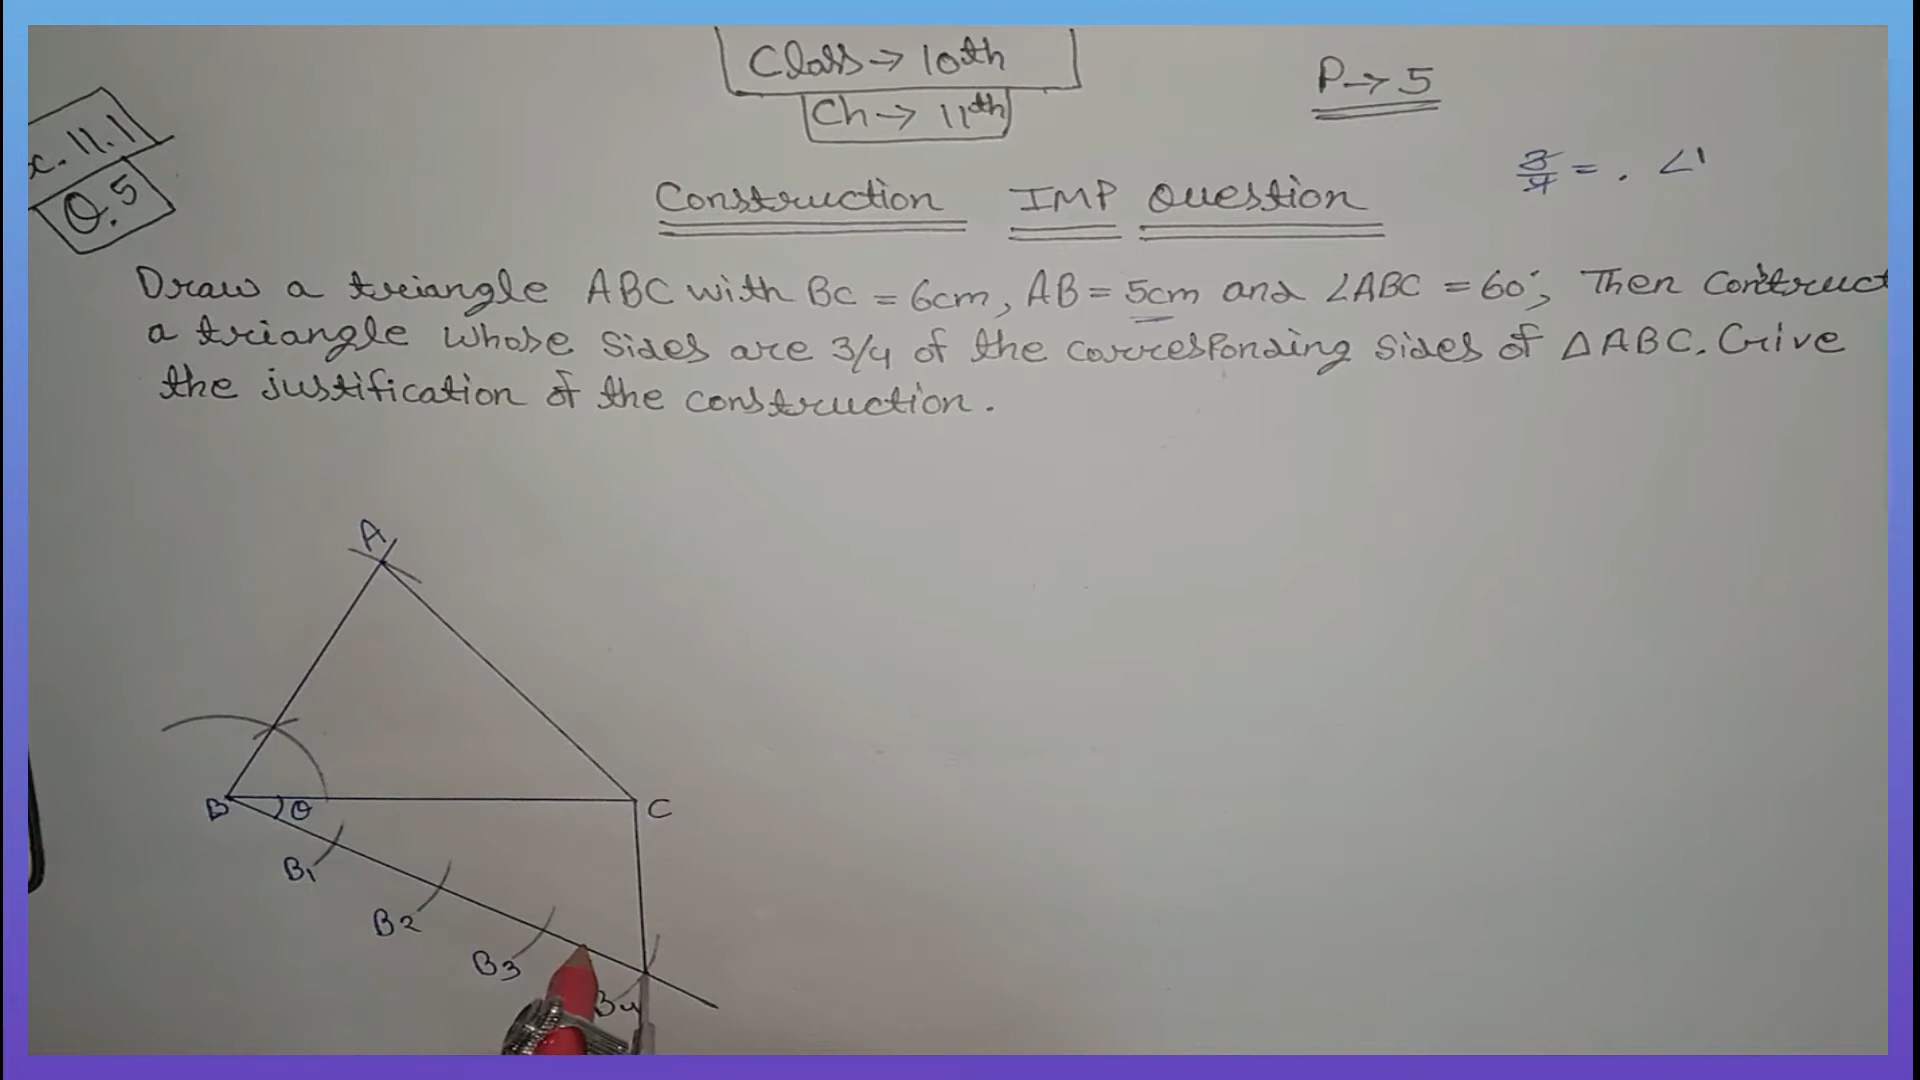 Class → 10th
Ch → 11th
P → 5
x. 11.1
Q.5
3/4 = . <1
Construction IMP Question
Draw a triangle ABC with BC = 6cm, AB = 5cm and ∠ABC = 60°, Then Construct
a triangle whose sides are 3/4 of the corresponding sides of △ABC. Give
the justification of the construction.
A
B θ C
B1
B2
B3
B4